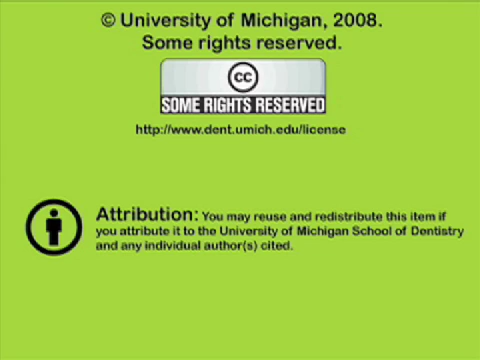 © University of Michigan, 2008.
Some rights reserved.
cc
SOME RIGHTS RESERVED
http://www.dent.umich.edu/license
Attribution: You may reuse and redistribute this item if
you attribute it to the University of Michigan School of Dentistry
and any individual author(s) cited.